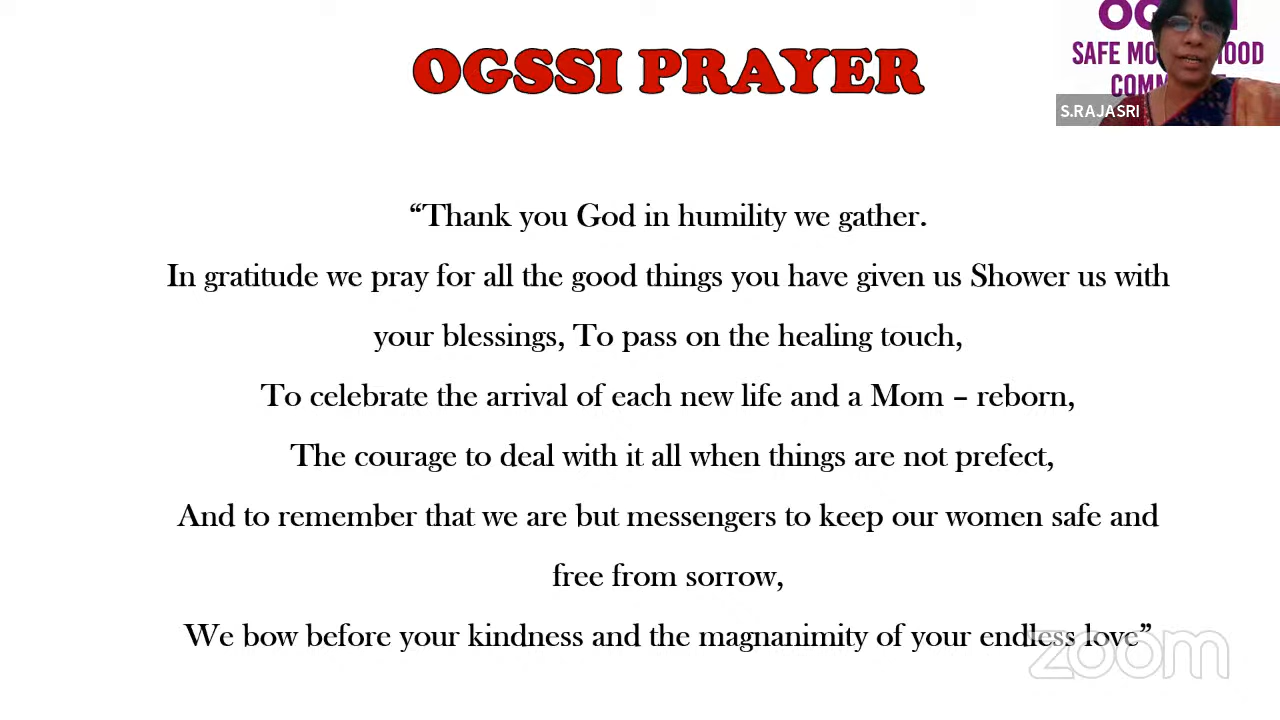 OGSSI PRAYER
SAFE MO HOOD
COMM
S.RAJASRI
“Thank you God in humility we gather.
In gratitude we pray for all the good things you have given us Shower us with
your blessings, To pass on the healing touch,
To celebrate the arrival of each new life and a Mom – reborn,
The courage to deal with it all when things are not prefect,
And to remember that we are but messengers to keep our women safe and
free from sorrow,
We bow before your kindness and the magnanimity of your endless love”
zoom